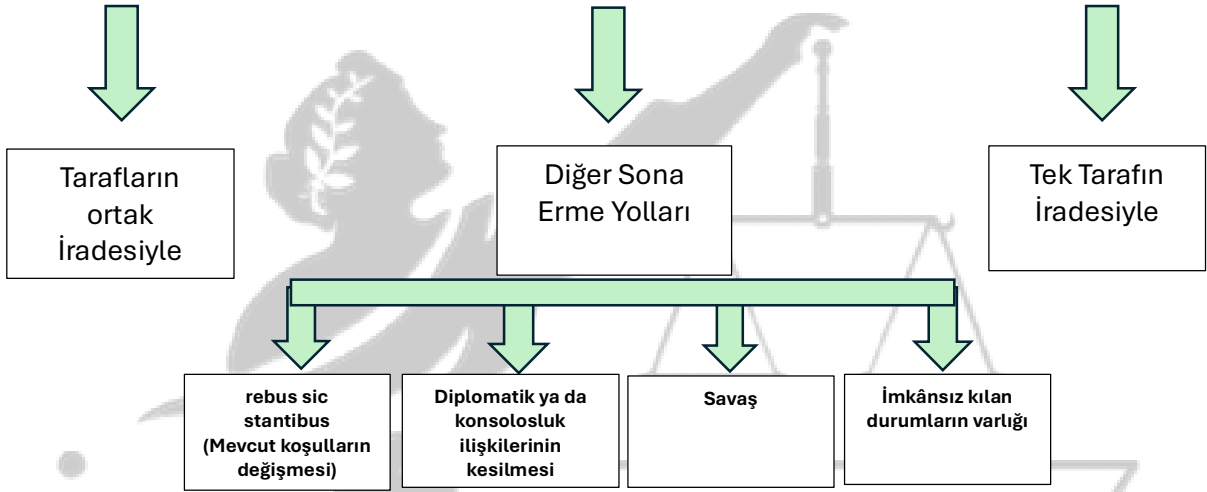 Tarafların
ortak
İradesiyle
Diğer Sona
Erme Yolları
Tek Tarafın
İradesiyle
rebus sic
stantibus
(Mevcut koşulların
değişmesi)
Diplomatik ya da
konsolosluk
ilişkilerinin
kesilmesi
Savaş
İmkânsız kılan
durumların varlığı